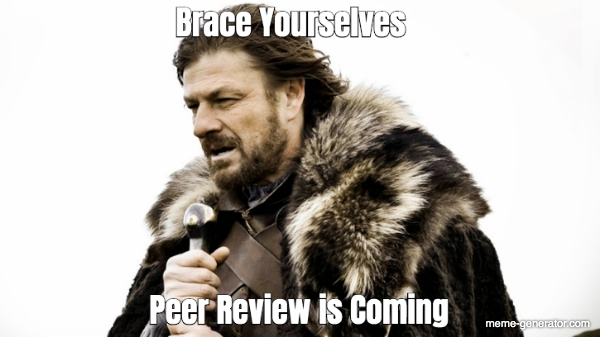 Brace Yourselves
Peer Review is Coming
meme-generator.com